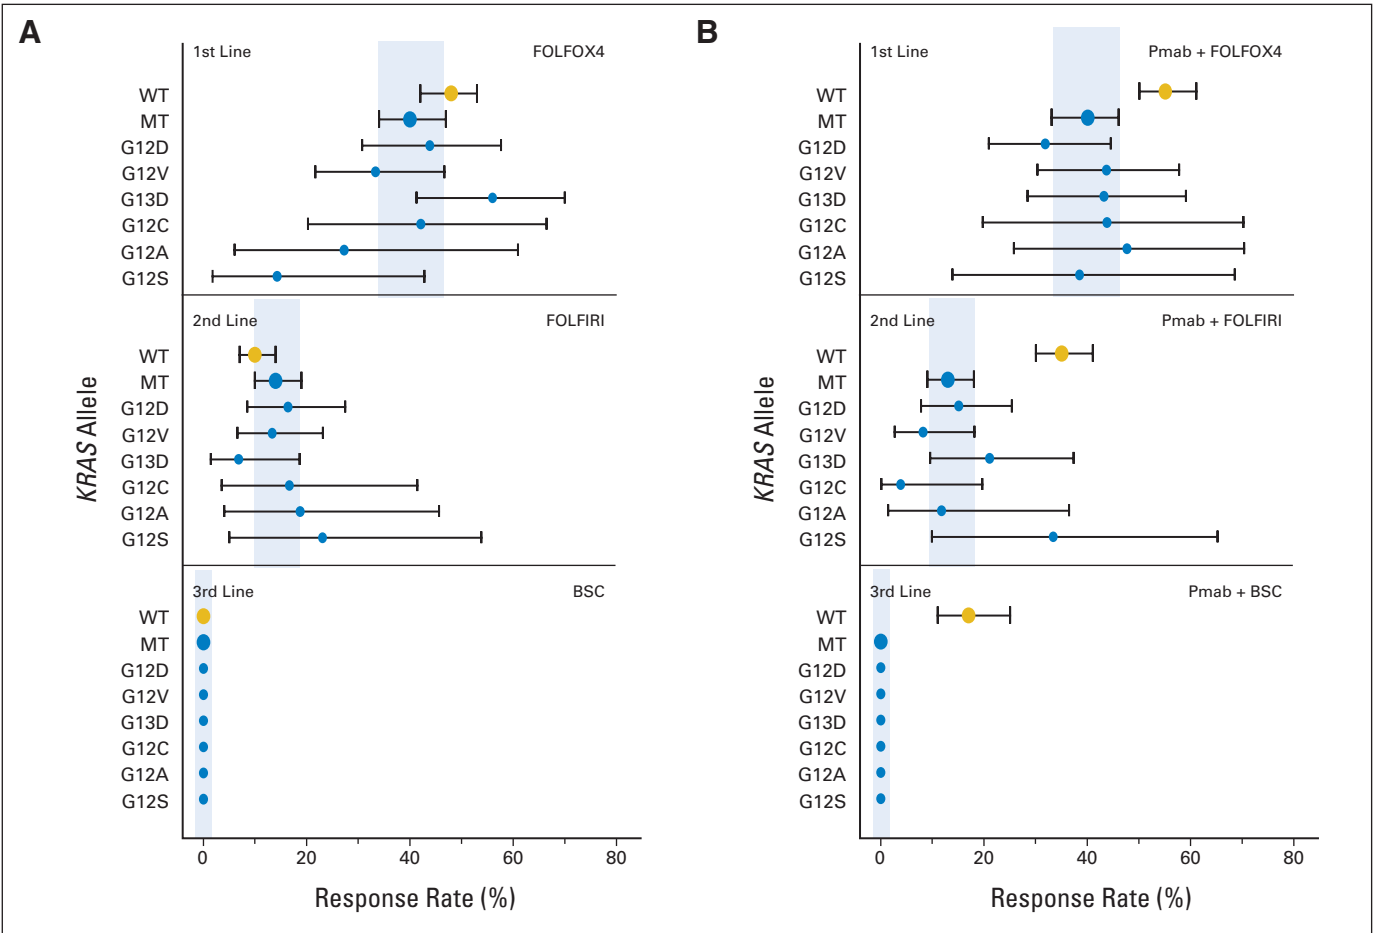 A
1st Line FOLFOX4
WT
MT
G12D
G12V
G13D
G12C
G12A
G12S
2nd Line FOLFIRI
WT
MT
G12D
G12V
G13D
G12C
G12A
G12S
3rd Line BSC
WT
MT
G12D
G12V
G13D
G12C
G12A
G12S
KRAS Allele
0 20 40 60 80
Response Rate (%)
B
1st Line Pmab + FOLFOX4
WT
MT
G12D
G12V
G13D
G12C
G12A
G12S
2nd Line Pmab + FOLFIRI
WT
MT
G12D
G12V
G13D
G12C
G12A
G12S
3rd Line Pmab + BSC
WT
MT
G12D
G12V
G13D
G12C
G12A
G12S
KRAS Allele
0 20 40 60 80
Response Rate (%)